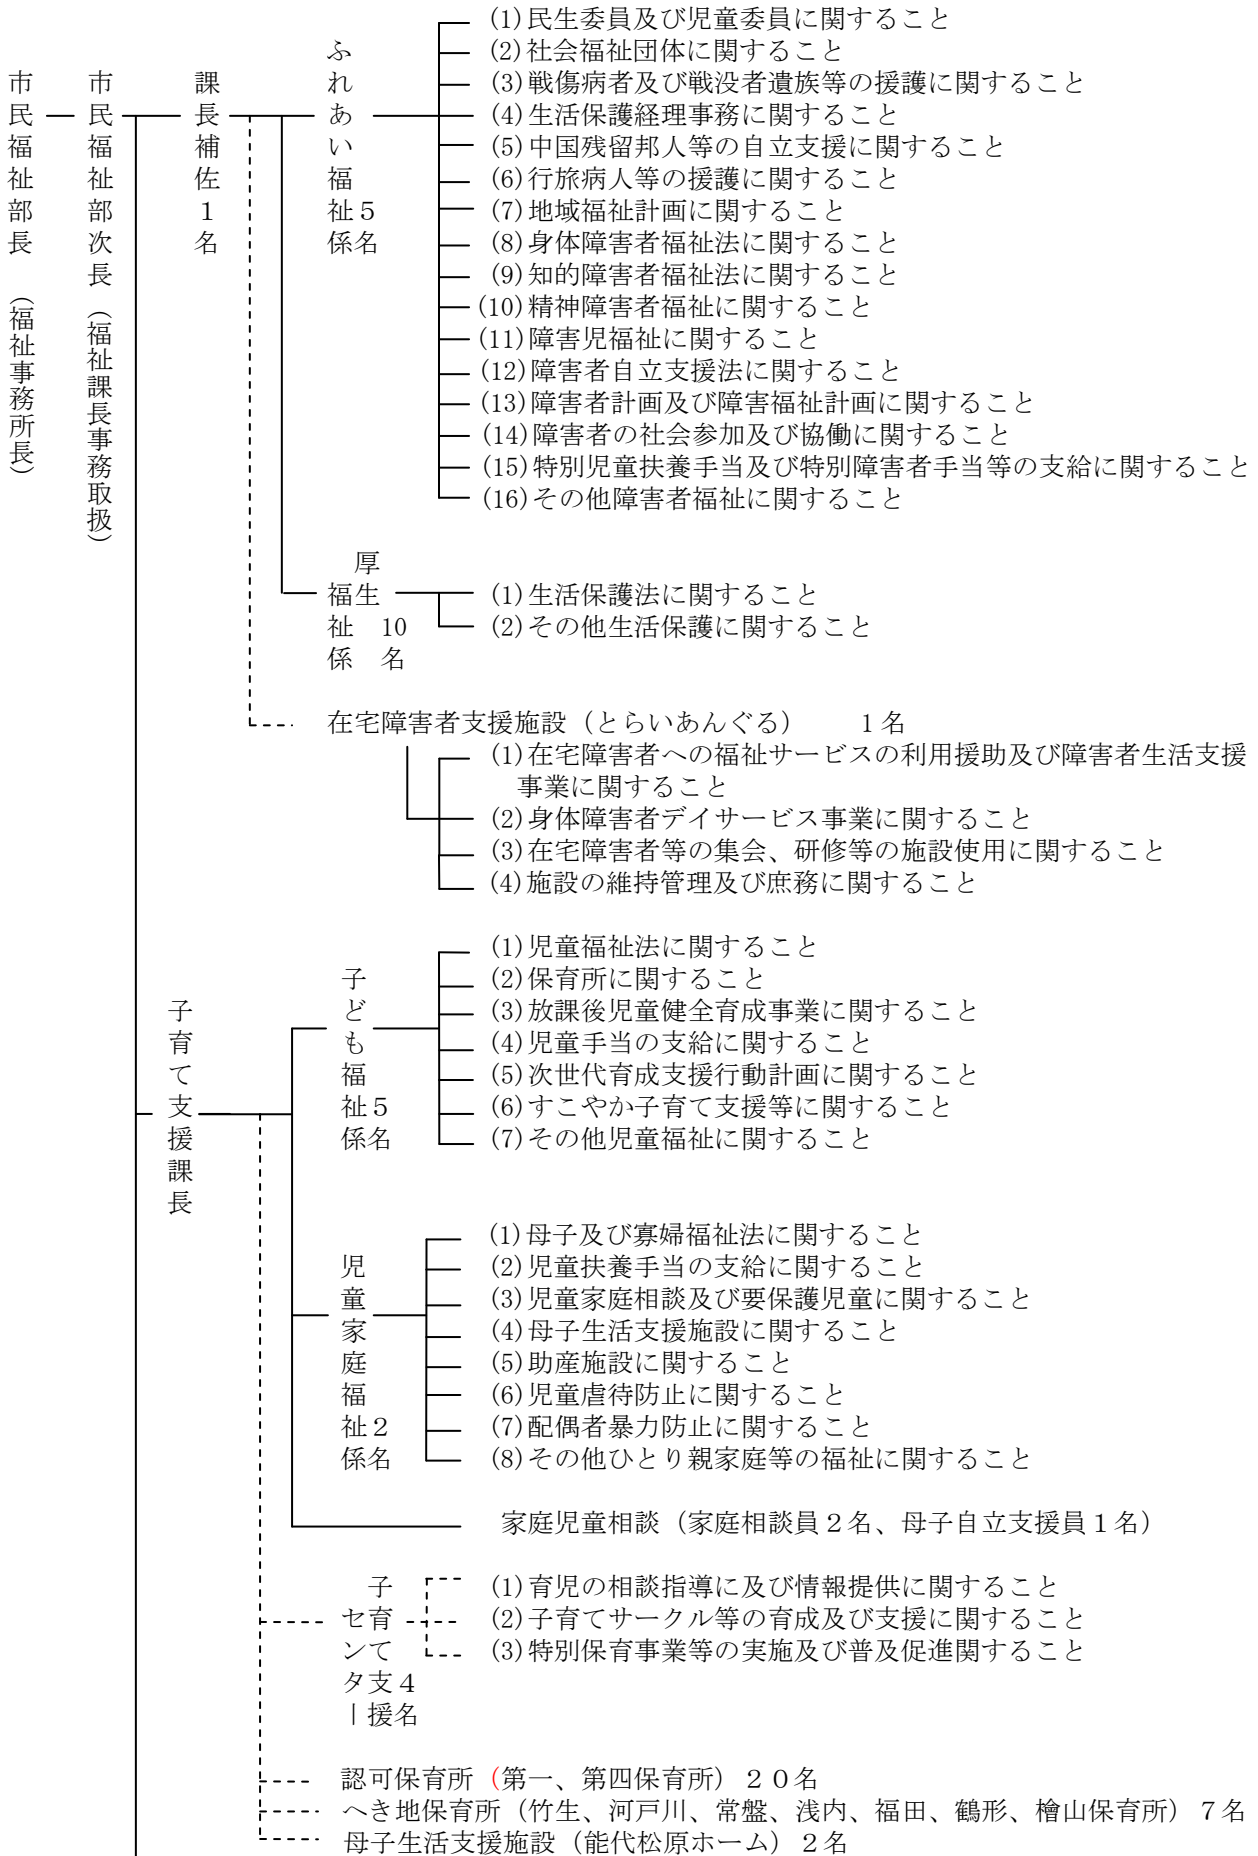 市民福祉部長 (福祉事務所長)
市民福祉部次長 (福祉課長事務取扱)
課長補佐1名
ふれあい福祉係 5名
(1)民生委員及び児童委員に関すること
(2)社会福祉団体に関すること
(3)戦傷病者及び戦没者遺族等の援護に関すること
(4)生活保護経理事務に関すること
(5)中国残留邦人等の自立支援に関すること
(6)行旅病人等の援護に関すること
(7)地域福祉計画に関すること
(8)身体障害者福祉法に関すること
(9)知的障害者福祉法に関すること
(10)精神障害者福祉に関すること
(11)障害児福祉に関すること
(12)障害者自立支援法に関すること
(13)障害者計画及び障害福祉計画に関すること
(14)障害者の社会参加及び協働に関すること
(15)特別児童扶養手当及び特別障害者手当等の支給に関すること
(16)その他障害者福祉に関すること
厚生福祉係 10名
(1)生活保護法に関すること
(2)その他生活保護に関すること
在宅障害者支援施設(とらいあんぐる) 1名
(1)在宅障害者への福祉サービスの利用援助及び障害者生活支援
事業に関すること
(2)身体障害者デイサービス事業に関すること
(3)在宅障害者等の集会、研修等の施設使用に関すること
(4)施設の維持管理及び庶務に関すること
子育て支援課長
子ども福祉係 5名
(1)児童福祉法に関すること
(2)保育所に関すること
(3)放課後児童健全育成事業に関すること
(4)児童手当の支給に関すること
(5)次世代育成支援行動計画に関すること
(6)すこやか子育て支援等に関すること
(7)その他児童福祉に関すること
児童家庭福祉係 2名
(1)母子及び寡婦福祉法に関すること
(2)児童扶養手当の支給に関すること
(3)児童家庭相談及び要保護児童に関すること
(4)母子生活支援施設に関すること
(5)助産施設に関すること
(6)児童虐待防止に関すること
(7)配偶者暴力防止に関すること
(8)その他ひとり親家庭等の福祉に関すること
家庭児童相談(家庭相談員2名、母子自立支援員1名)
子育て支援センター 4名
(1)育児の相談指導に及び情報提供に関すること
(2)子育てサークル等の育成及び支援に関すること
(3)特別保育事業等の実施及び普及促進関すること
認可保育所(第一、第四保育所)20名
へき地保育所(竹生、河戸川、常盤、浅内、福田、鶴形、檜山保育所)7名
母子生活支援施設(能代松原ホーム)2名